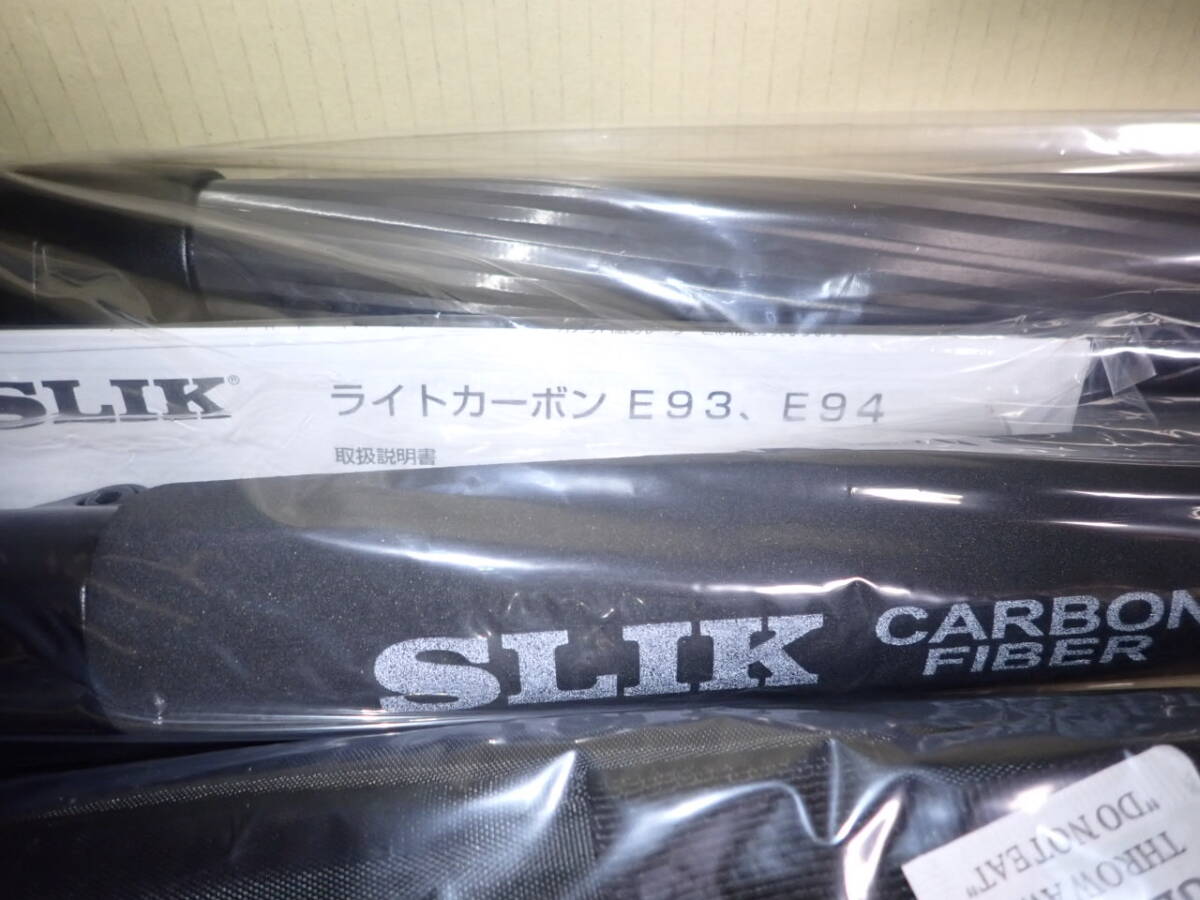 SLIK® ライトカーボン E93、E94
取扱説明書
SLIK CARBON
FIBER
THROW
"DO NOT EAT"